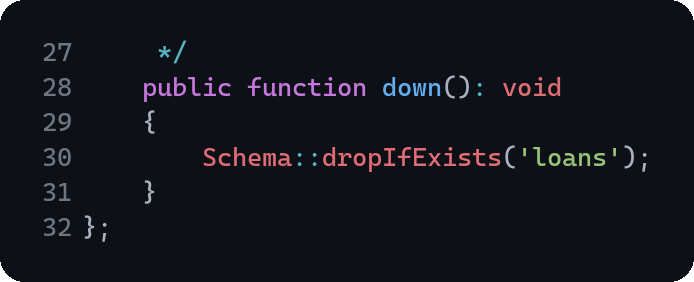 27     */
28    public function down(): void
29    {
30        Schema::dropIfExists('loans');
31    }
32 };